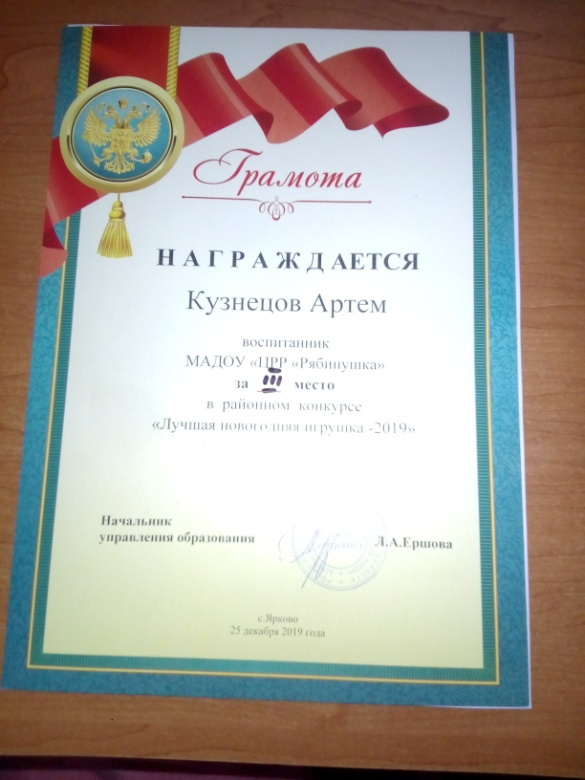 Грамота
НАГРАЖДАЕТСЯ
Кузнецов Артем
воспитанник
МАДОУ «ЦРР «Рябинушка»
за III место
в районном конкурсе
«Лучшая новогодняя игрушка -2019»
Начальник
управления образования Л.А.Ершова
с.Ярково
25 декабря 2019 года